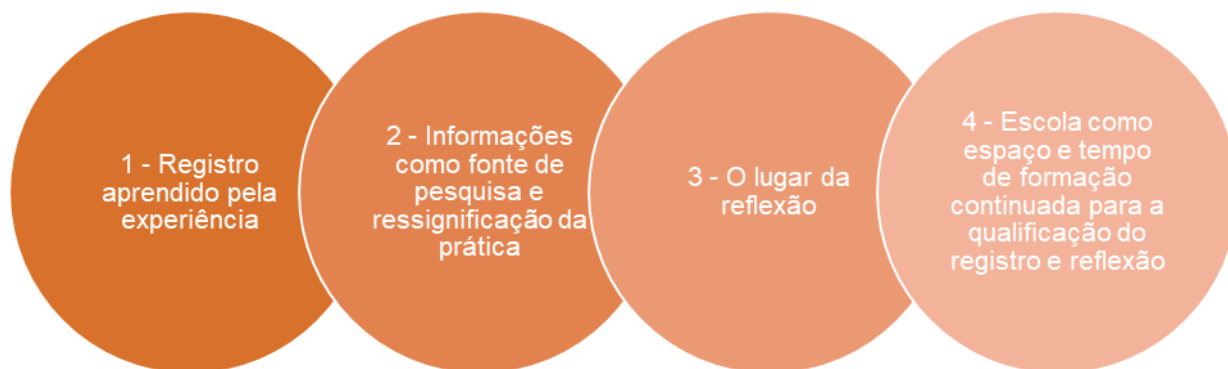 1 - Registro
aprendido pela
experiência
2 - Informações
como fonte de
pesquisa e
ressignificação da
prática
3 - O lugar da
reflexão
4 - Escola como
espaço e tempo
de formação
continuada para a
qualificação do
registro e reflexão